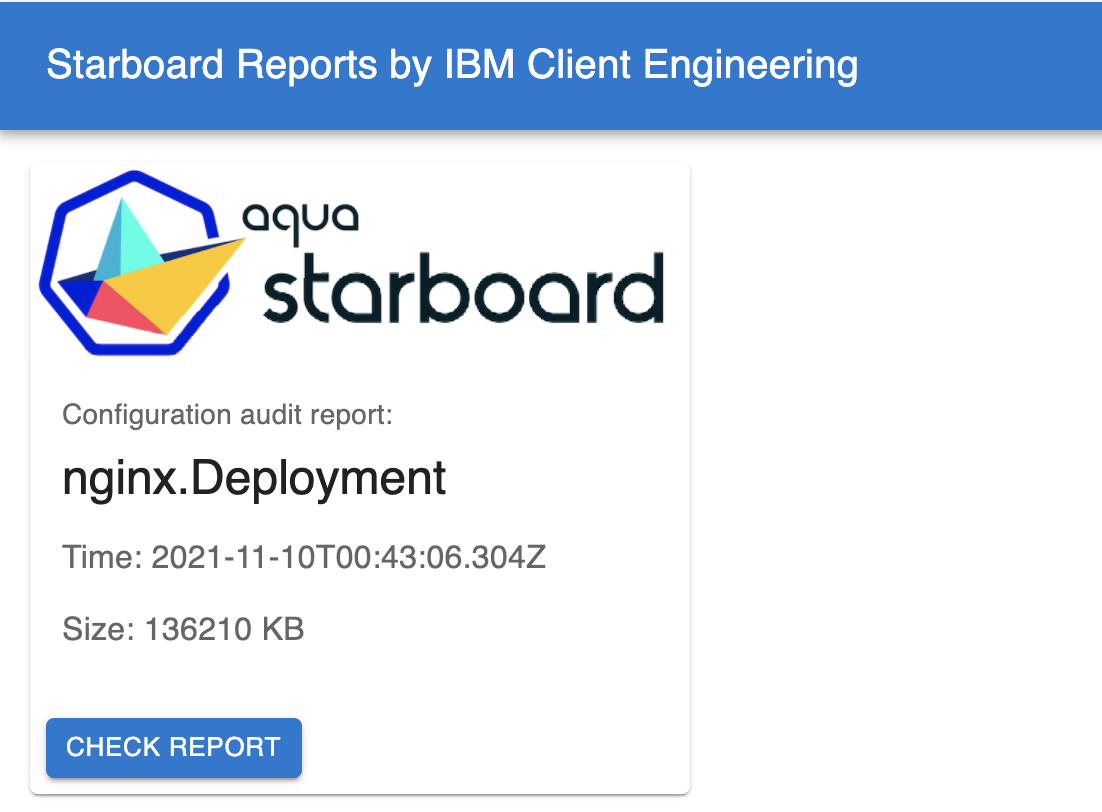 Starboard Reports by IBM Client Engineering
aqua
starboard
Configuration audit report:
nginx.Deployment
Time: 2021-11-10T00:43:06.304Z
Size: 136210 KB
CHECK REPORT